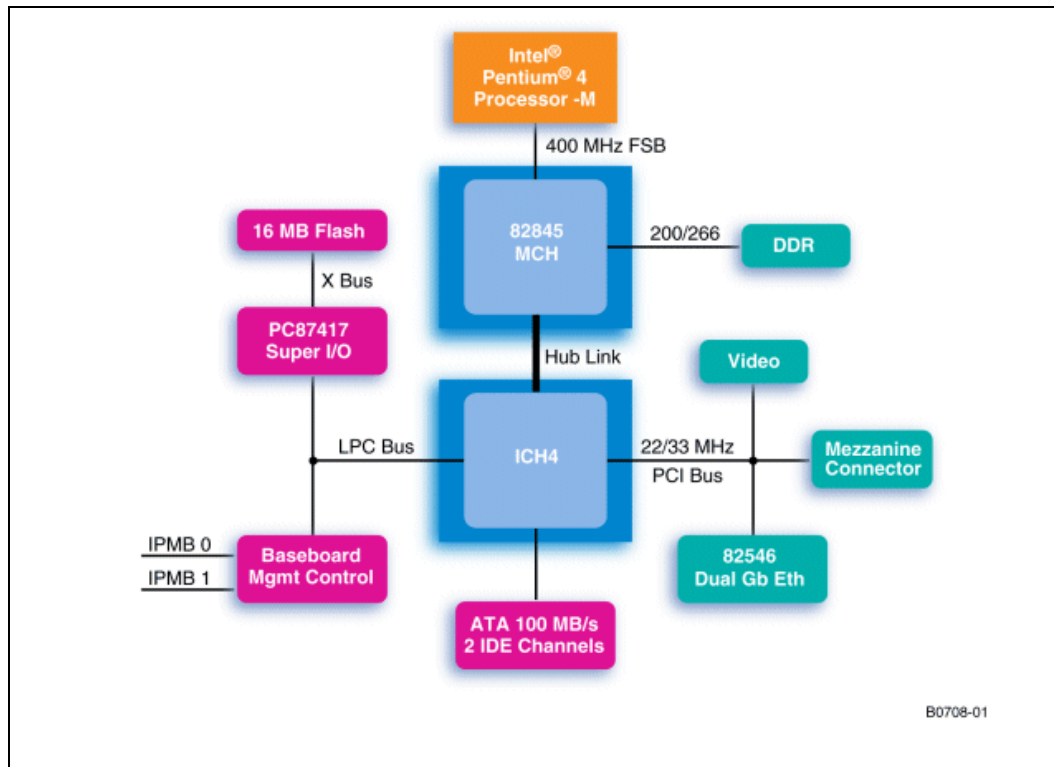 Intel®
Pentium® 4
Processor -M
400 MHz FSB
82845
MCH
200/266
DDR
16 MB Flash
X Bus
PC87417
Super I/O
Hub Link
Video
LPC Bus
ICH4
22/33 MHz
PCI Bus
Mezzanine
Connector
IPMB 0
IPMB 1
Baseboard
Mgmt Control
82546
Dual Gb Eth
ATA 100 MB/s
2 IDE Channels
B0708-01